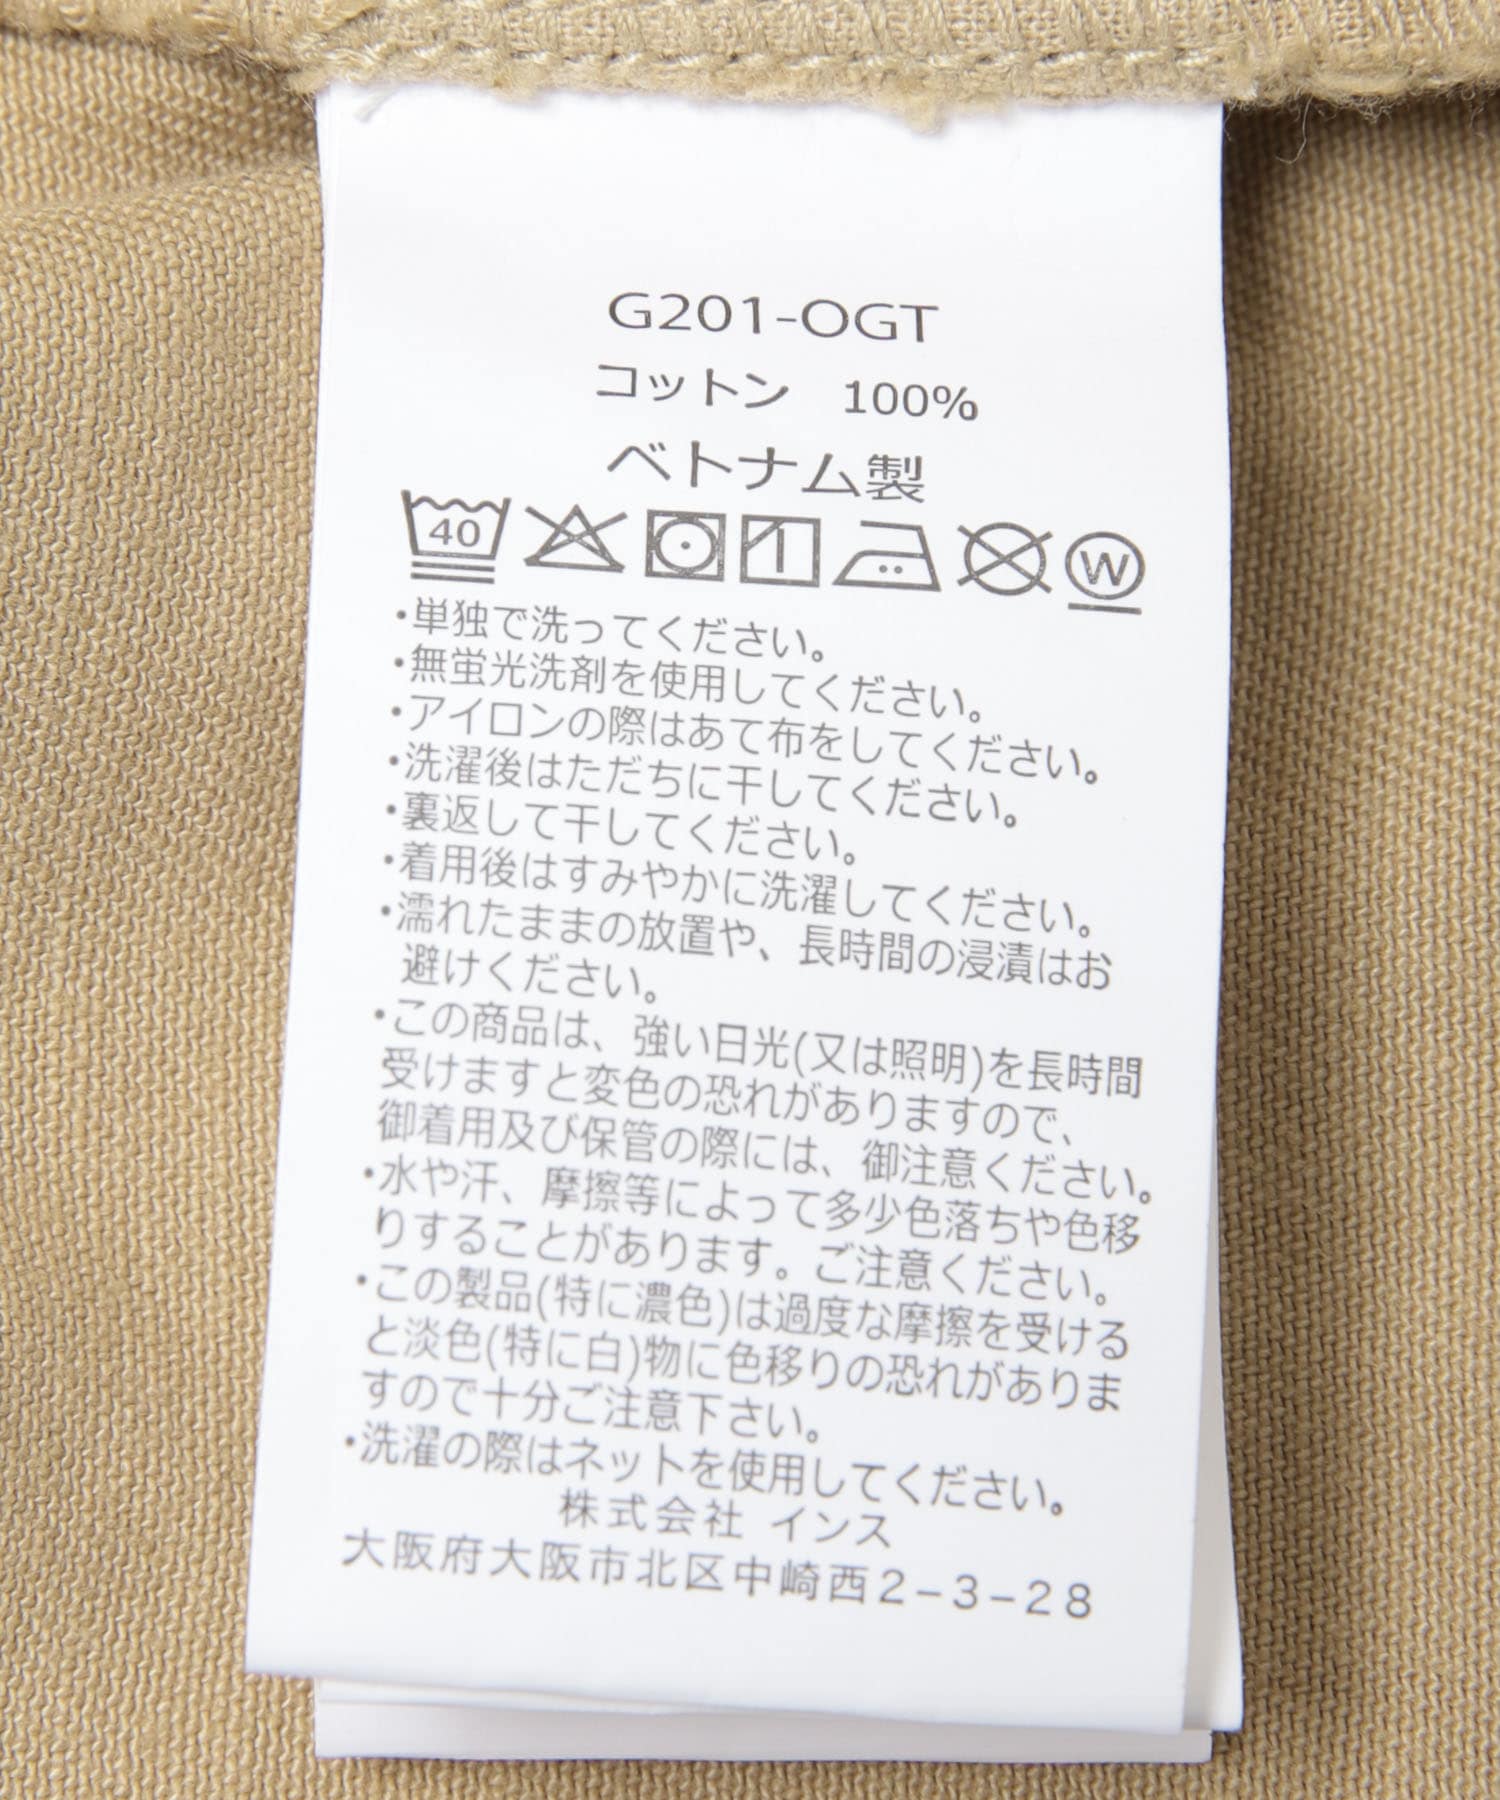 G201-OGT
コットン 100%
ベトナム製
40 W
・単独で洗ってください。
・無蛍光洗剤を使用してください。
・アイロンの際はあて布をしてください。
・洗濯後はただちに干してください。
・裏返して干してください。
・着用後はすみやかに洗濯してください。
・濡れたままの放置や、長時間の浸漬はお
避けください。
・この商品は、強い日光(又は照明)を長時間
受けますと変色の恐れがありますので、
御着用及び保管の際には、御注意ください。
・水や汗、摩擦等によって多少色落ちや色移
りすることがあります。ご注意ください。
・この製品(特に濃色)は過度な摩擦を受ける
と淡色(特に白)物に色移りの恐れがありま
すので十分ご注意下さい。
・洗濯の際はネットを使用してください。
株式会社 インス
大阪府大阪市北区中崎西2-3-28